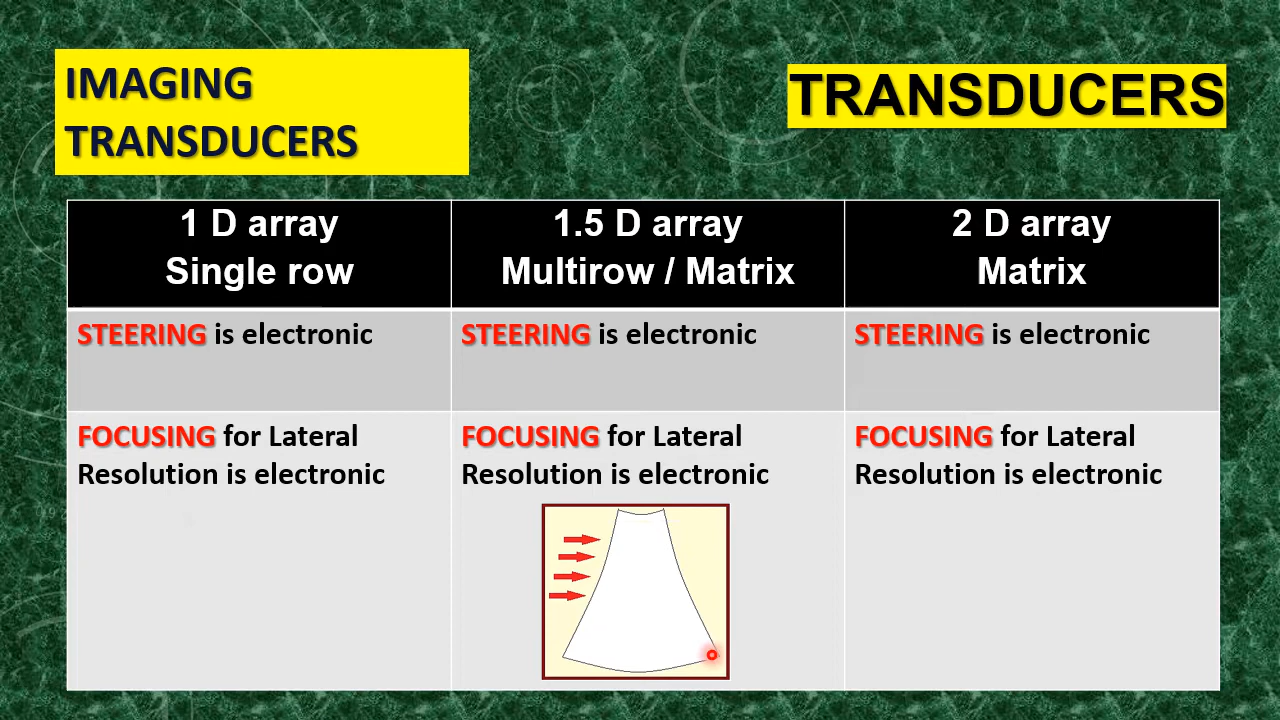 IMAGING
TRANSDUCERS
TRANSDUCERS
1 D array
Single row
1.5 D array
Multirow / Matrix
2 D array
Matrix
STEERING is electronic
STEERING is electronic
STEERING is electronic
FOCUSING for Lateral
Resolution is electronic
FOCUSING for Lateral
Resolution is electronic
FOCUSING for Lateral
Resolution is electronic